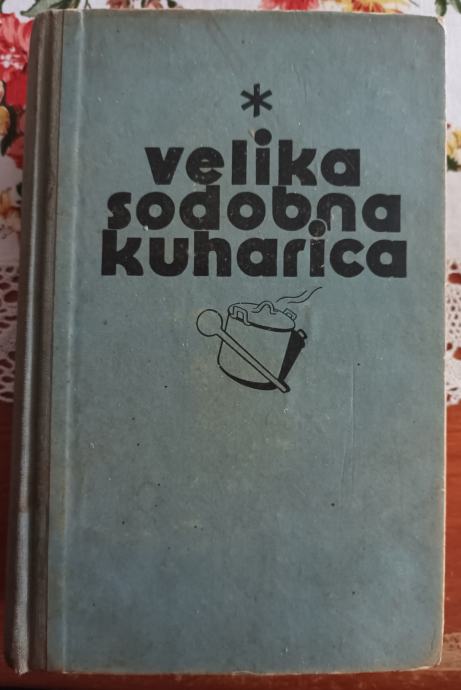 *
velika
sodobna
kuharica